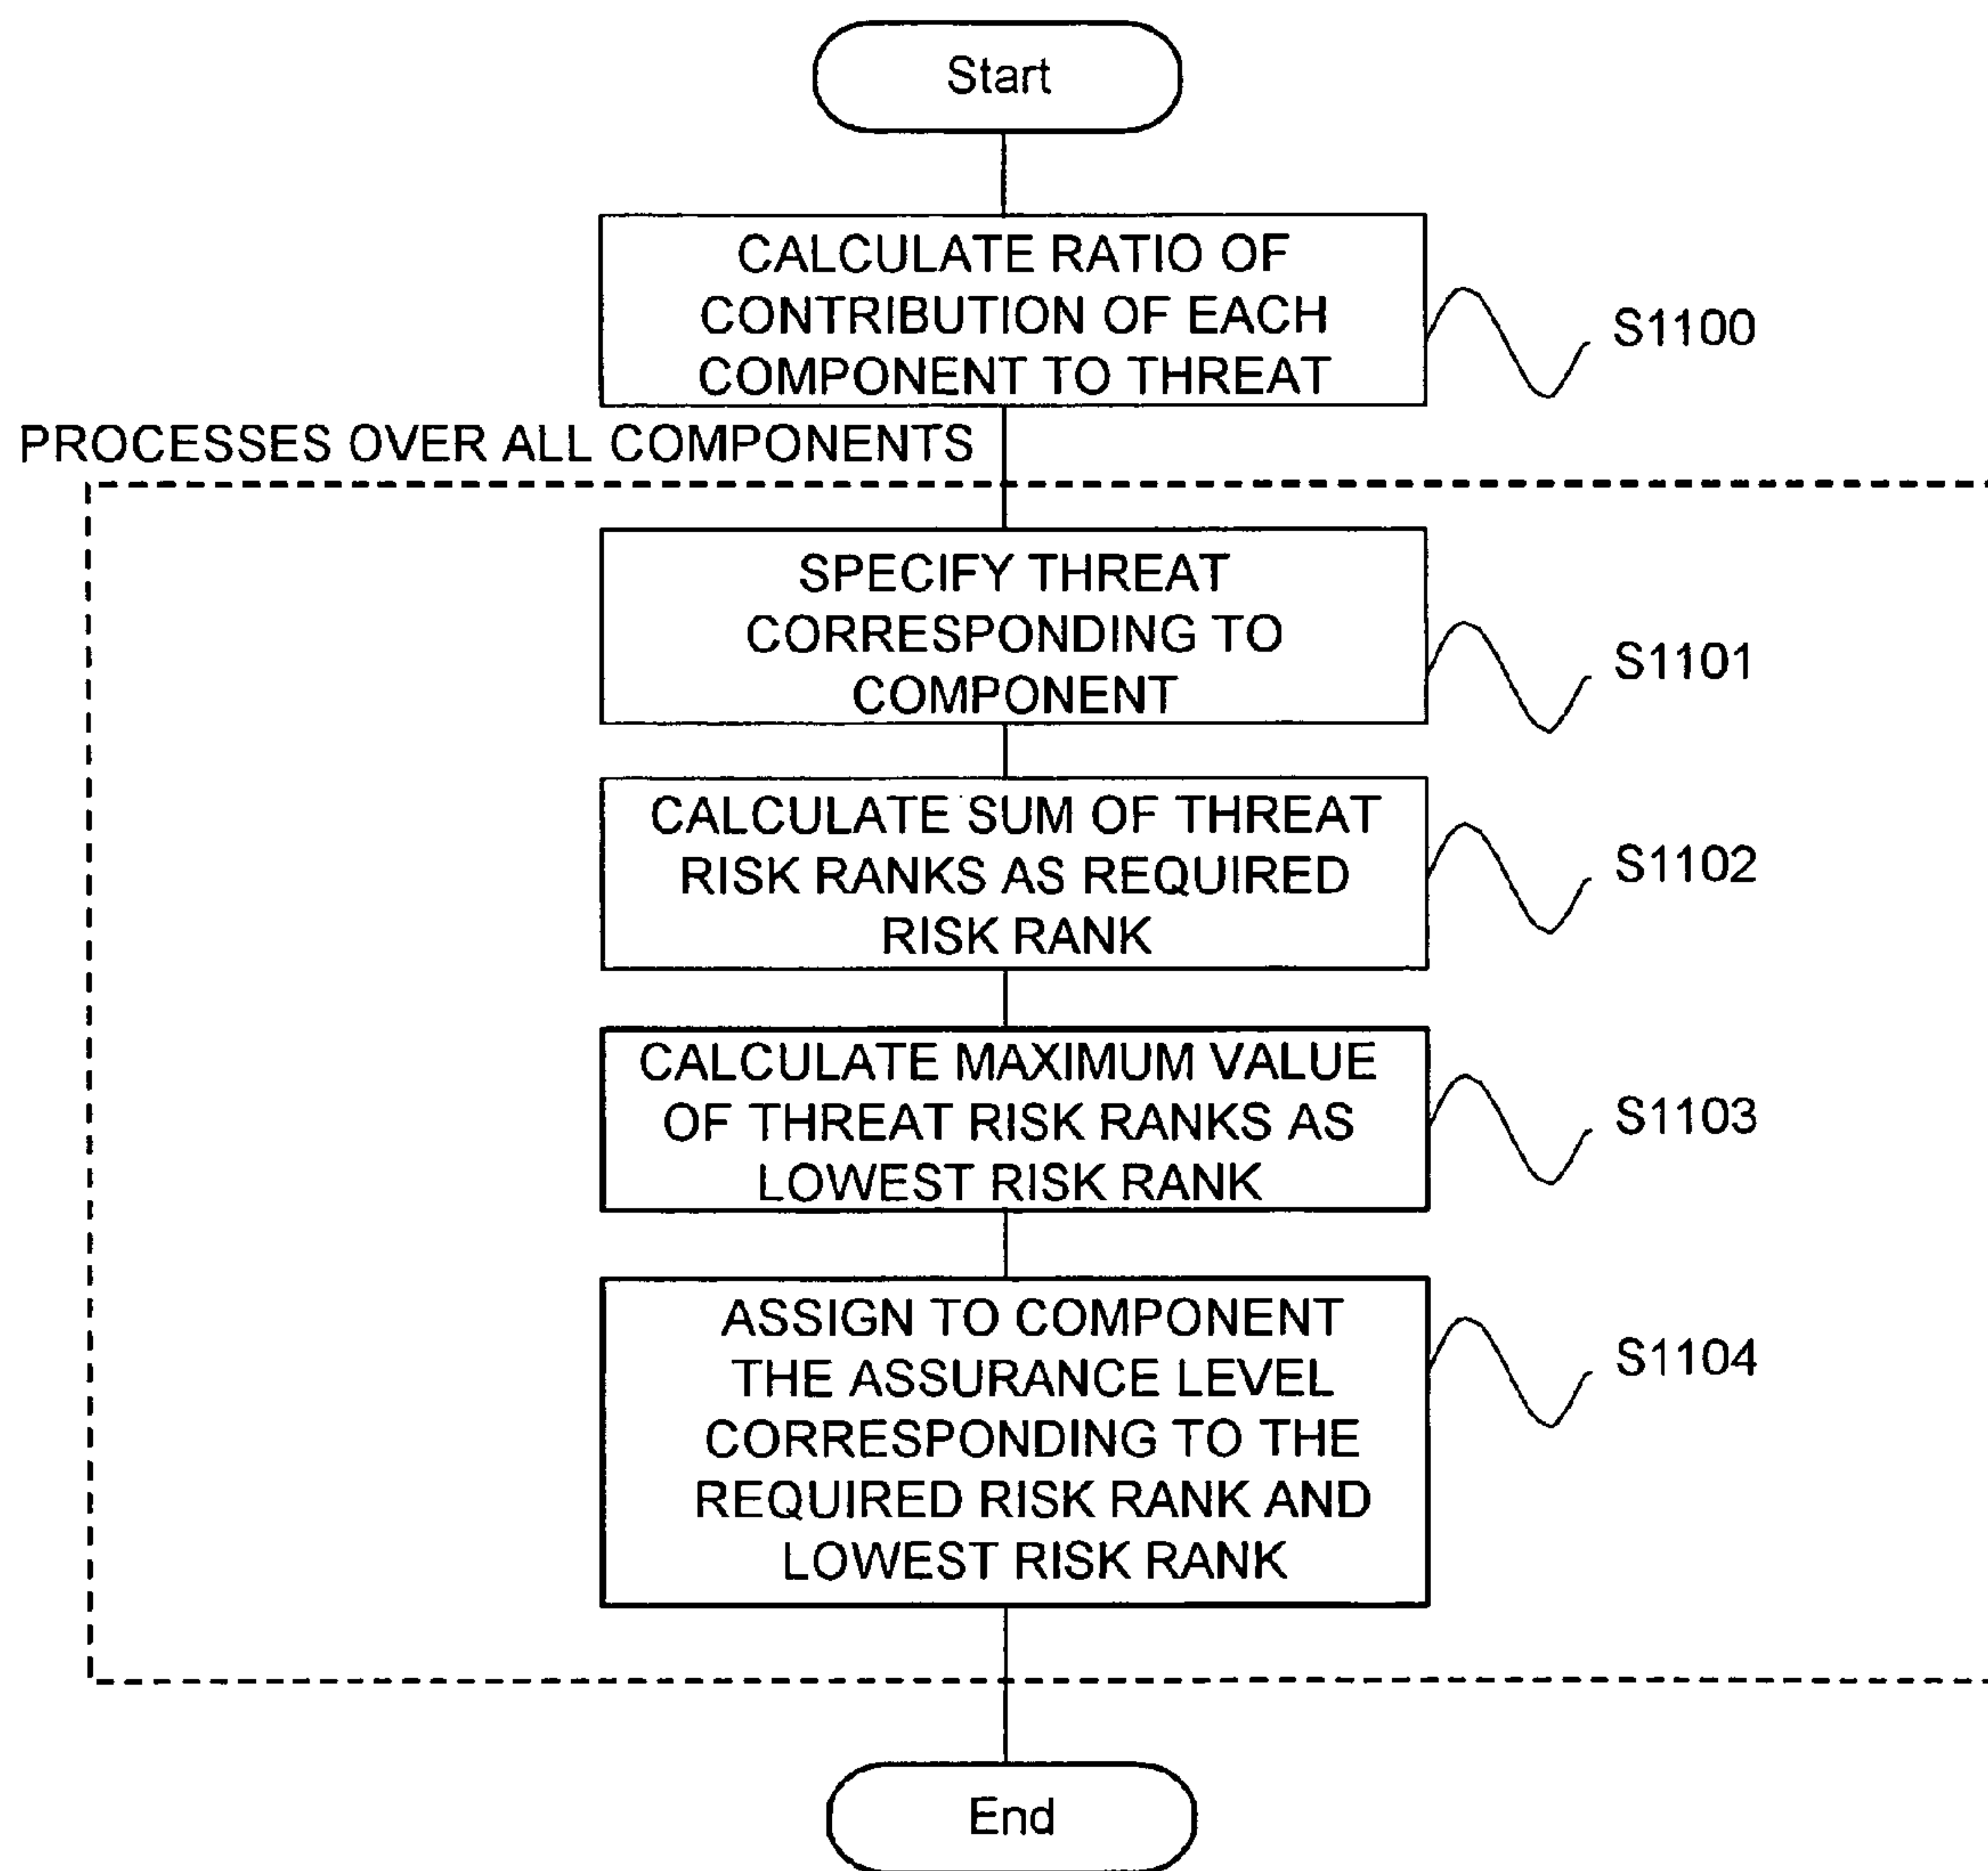 Start
CALCULATE RATIO OF
CONTRIBUTION OF EACH
COMPONENT TO THREAT
S1100
PROCESSES OVER ALL COMPONENTS
SPECIFY THREAT
CORRESPONDING TO
COMPONENT
S1101
CALCULATE SUM OF THREAT
RISK RANKS AS REQUIRED
RISK RANK
S1102
CALCULATE MAXIMUM VALUE
OF THREAT RISK RANKS AS
LOWEST RISK RANK
S1103
ASSIGN TO COMPONENT
THE ASSURANCE LEVEL
CORRESPONDING TO THE
REQUIRED RISK RANK AND
LOWEST RISK RANK
S1104
End